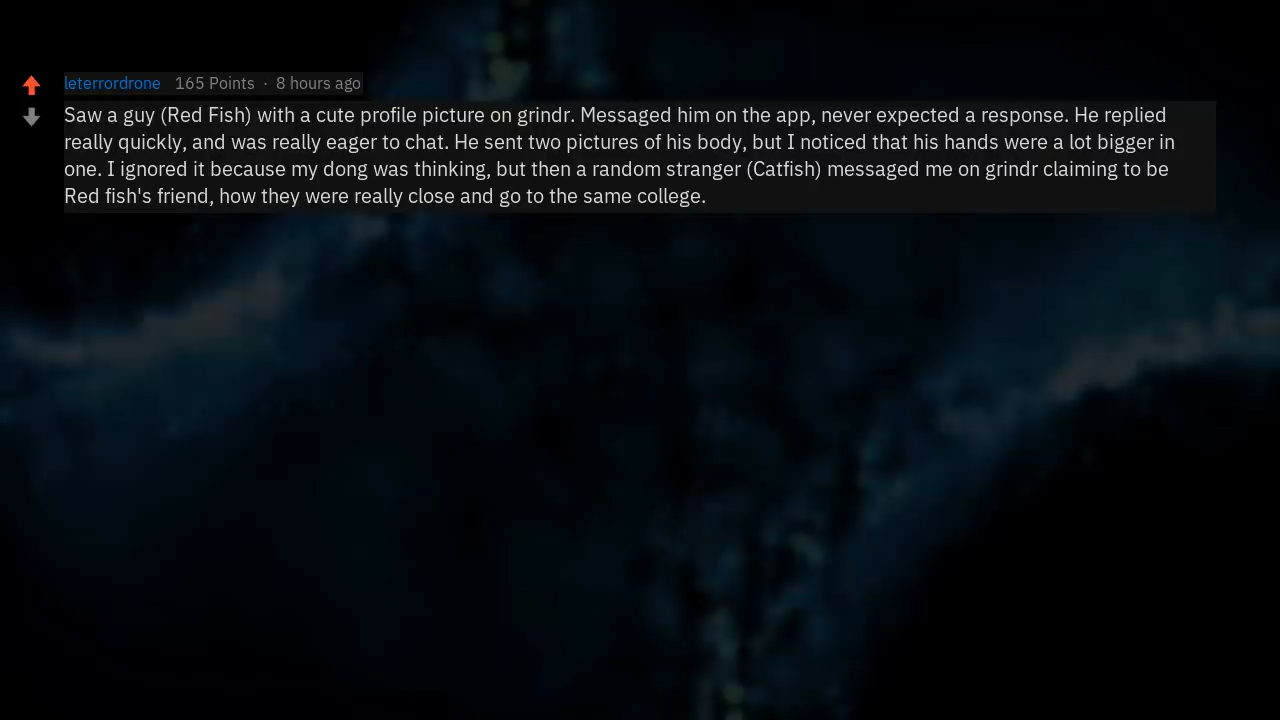 leterrordrone 165 Points · 8 hours ago
Saw a guy (Red Fish) with a cute profile picture on grindr. Messaged him on the app, never expected a response. He replied
really quickly, and was really eager to chat. He sent two pictures of his body, but I noticed that his hands were a lot bigger in
one. I ignored it because my dong was thinking, but then a random stranger (Catfish) messaged me on grindr claiming to be
Red fish's friend, how they were really close and go to the same college.